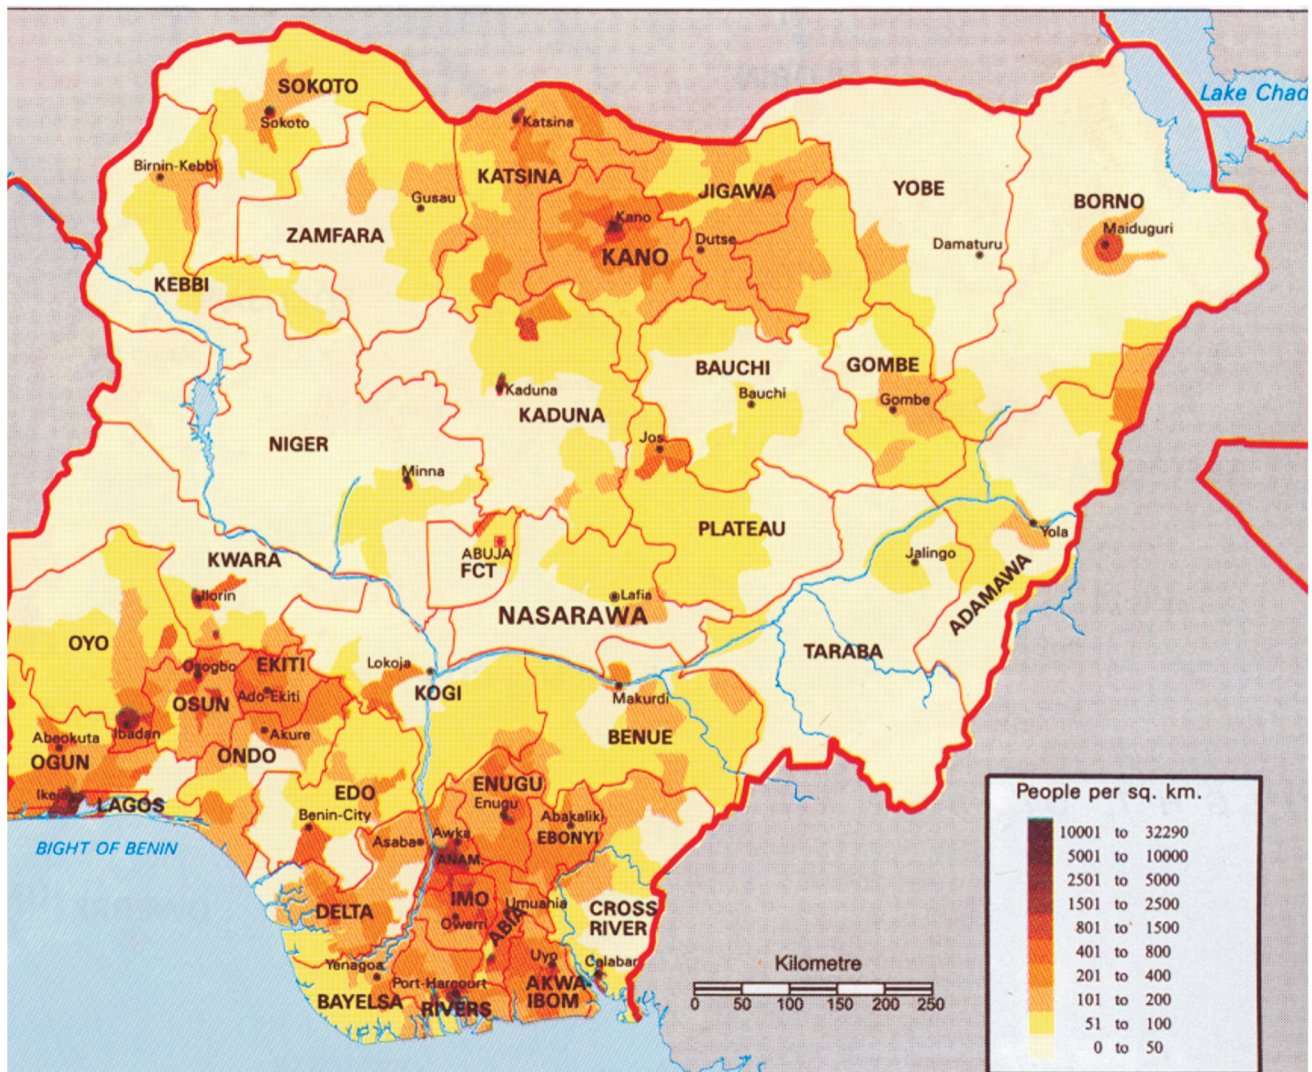 Lake Chad
SOKOTO
Sokoto
Katsina
Birnin-Kebbi
KATSINA
Gusau
JIGAWA
YOBE
BORNO
Kano
Maiduguri
ZAMFARA
KANO
Dutse
Damaturu
KEBBI
BAUCHI
GOMBE
Kaduna
Bauchi
Gombe
KADUNA
NIGER
Jos
Minna
PLATEAU
Yola
KWARA
ABUJA
FCT
Jalingo
Ilorin
Lafia
NASARAWA
ADAMAWA
OYO
TARABA
Osogbo
EKITI
Lokoja
KOGI
Ado-Ekiti
OSUN
Makurdi
Ibadan
Akure
Abeokuta
OGUN
ONDO
BENUE
ENUGU
Enugu
EDO
Ikeja
LAGOS
Benin-City
Abakaliki
EBONYI
Asaba
Awka
ANAM.
BIGHT OF BENIN
IMO
Umuahia
DELTA
Owerri
ABIA
CROSS
RIVER
Yenagoa
Uyo
Calabar
Port-Harcourt
AKWA
IBOM
BAYELSA
RIVERS
Kilometre
0 50 100 150 200 250
People per sq. km.
10001 to 32290
5001 to 10000
2501 to 5000
1501 to 2500
801 to 1500
401 to 800
201 to 400
101 to 200
51 to 100
0 to 50